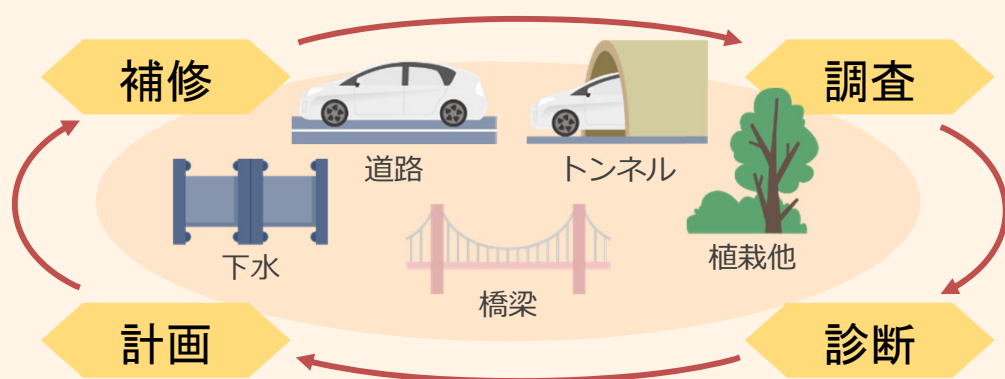 補修
調査
道路
トンネル
下水
植栽他
橋梁
計画
診断